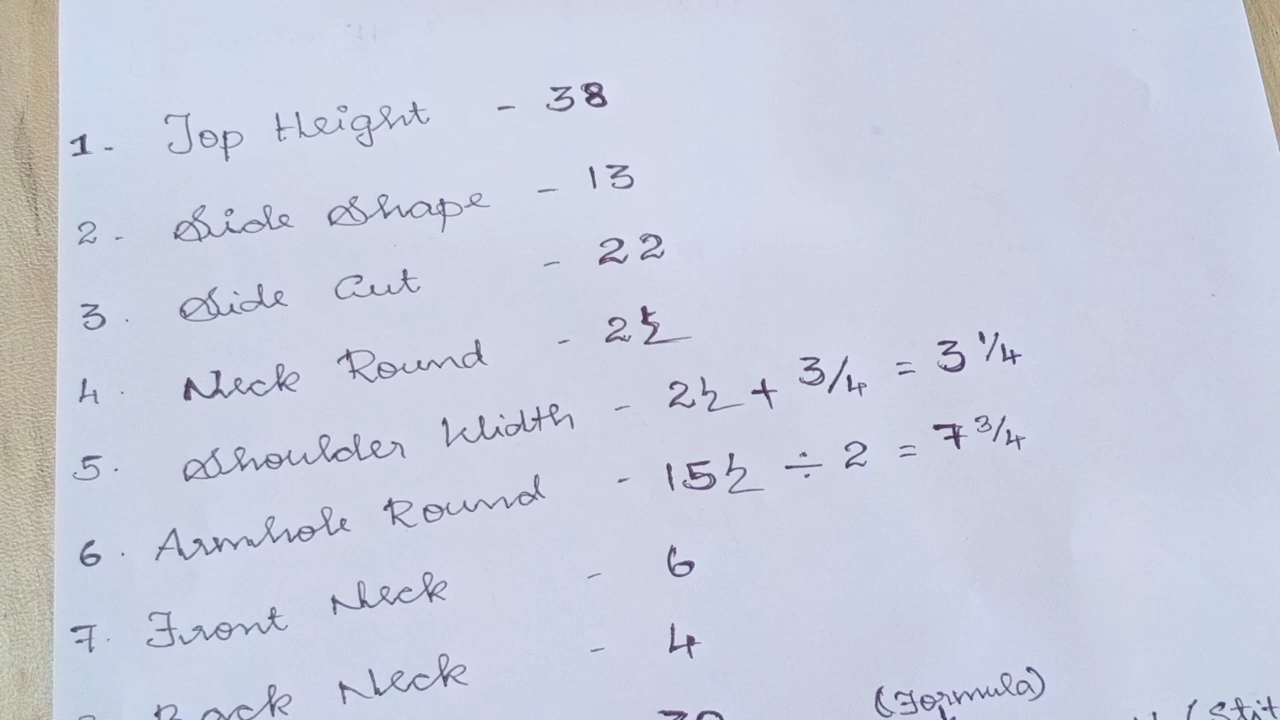 1. Top Height - 38
2. Side Shape - 13
3. Side Cut - 22
4. Neck Round - 2½
5. Shoulder Width - 2½ + 3/4 = 3 1/4
6. Armhole Round - 15½ ÷ 2 = 7 3/4
7. Front Neck - 6
Back Neck - 4
(Formula)